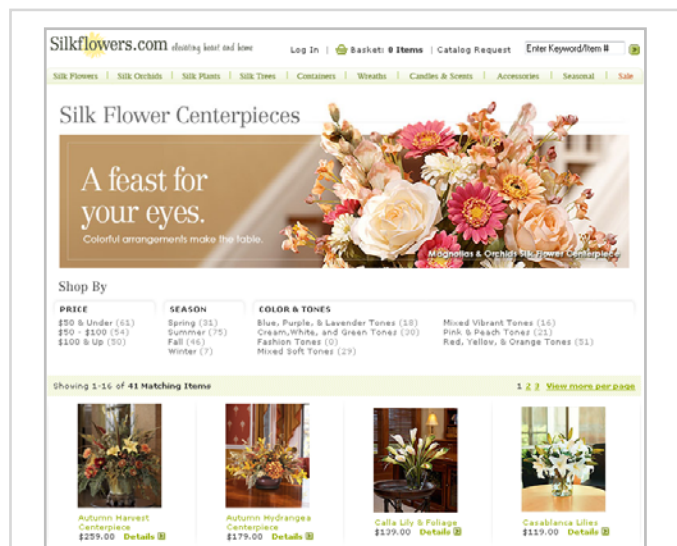 Silkflowers.com elevating heart and home
Log In | Basket: 0 Items | Catalog Request Enter Keyword/Item #
Silk Flowers | Silk Orchids | Silk Plants | Silk Trees | Containers | Wreaths | Candles & Scents | Accessories | Seasonal | Sale
Silk Flower Centerpieces
A feast for
your eyes.
Colorful arrangements make the table.
Magnolias & Orchids Silk Flower Centerpiece
Shop By
PRICE
$50 & Under (61)
$50 - $100 (54)
$100 & Up (50)
SEASON
Spring (31)
Summer (75)
Fall (46)
Winter (7)
COLOR & TONES
Blue, Purple, & Lavender Tones (18)
Cream,White, and Green Tones (30)
Fashion Tones (0)
Mixed Soft Tones (29)
Mixed Vibrant Tones (16)
Pink & Peach Tones (21)
Red, Yellow, & Orange Tones (51)
Showing 1-16 of 41 Matching Items
1 2 3 View more per page
Autumn Harvest
Centerpiece
$259.00 Details
Autumn Hydrangea
Centerpiece
$179.00 Details
Calla Lily & Foliage
$139.00 Details
Casablanca Lilies
$119.00 Details